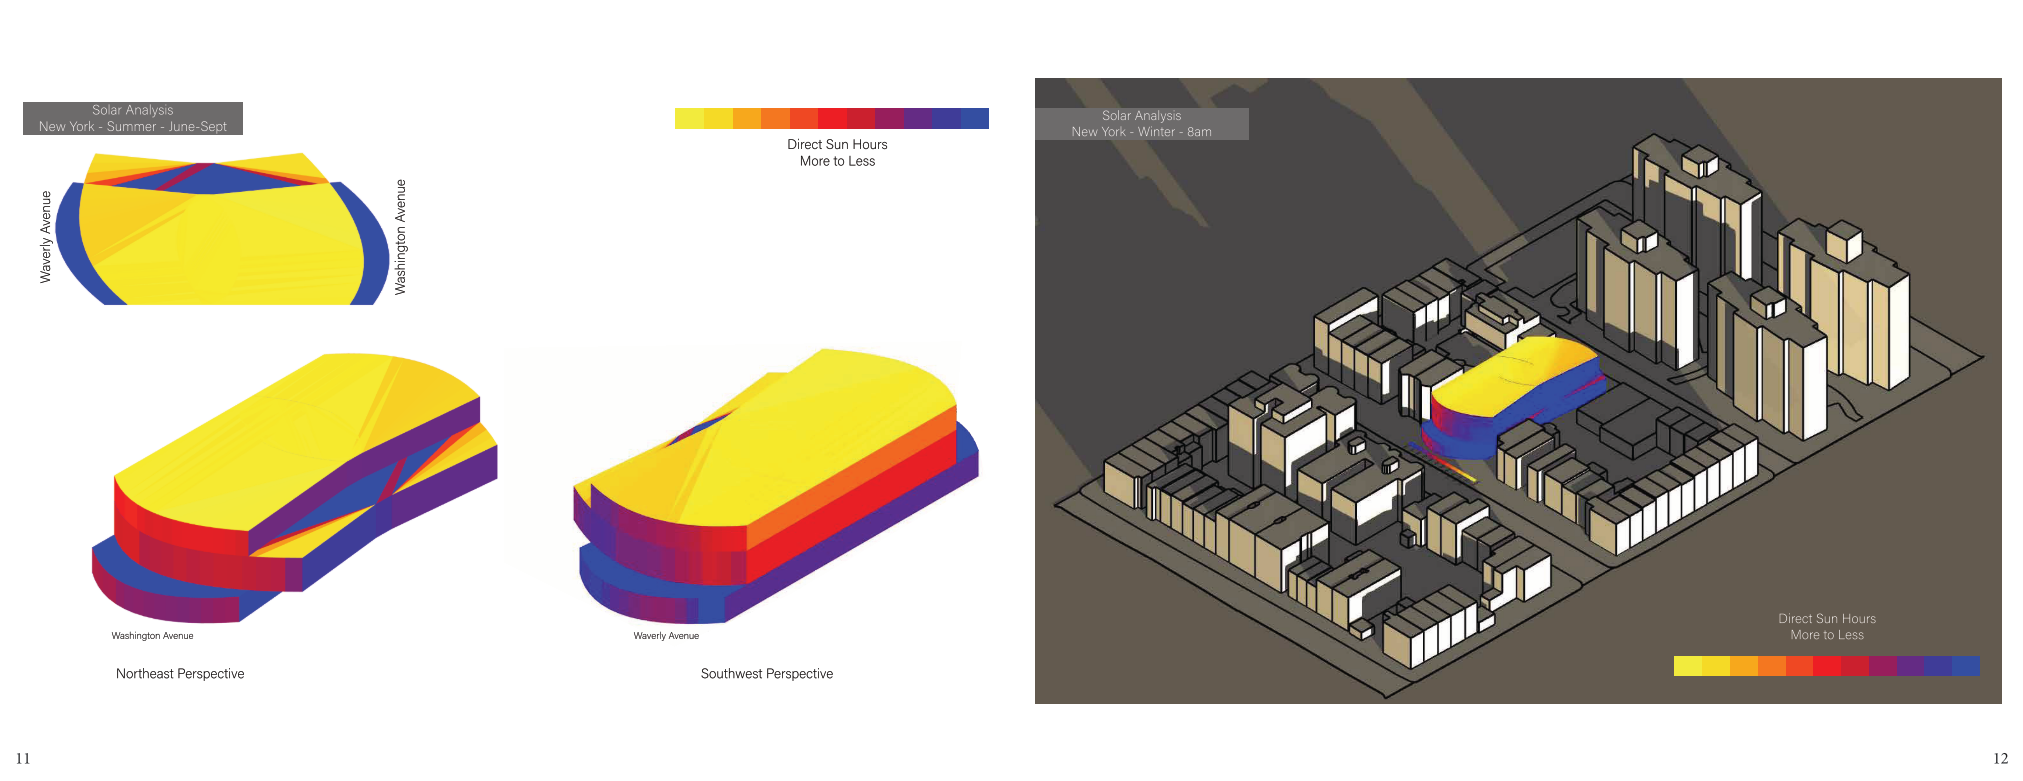 Solar Analysis
New York - Summer - June-Sept
Direct Sun Hours
More to Less
Waverly Avenue
Washington Avenue
Washington Avenue
Northeast Perspective
Waverly Avenue
Southwest Perspective
11
Solar Analysis
New York - Winter - 8am
Direct Sun Hours
More to Less
12